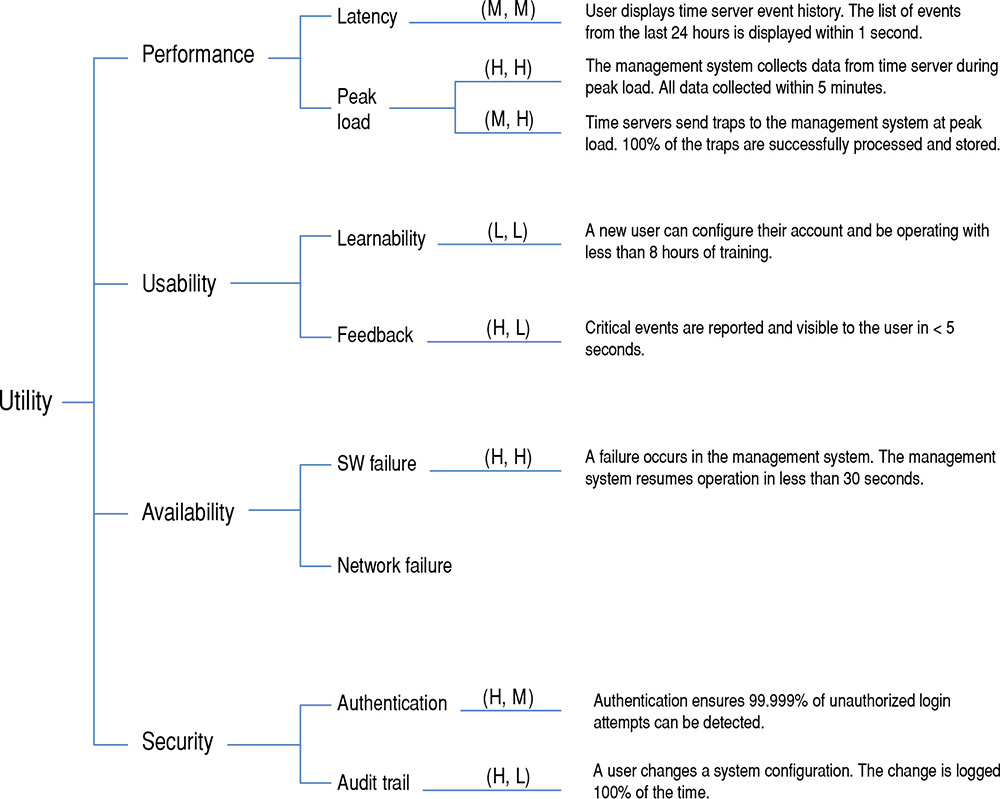 Utility
Performance
Latency
(M, M)
User displays time server event history. The list of events
from the last 24 hours is displayed within 1 second.
Peak
load
(H, H)
The management system collects data from time server during
peak load. All data collected within 5 minutes.
(M, H)
Time servers send traps to the management system at peak
load. 100% of the traps are successfully processed and stored.
Usability
Learnability
(L, L)
A new user can configure their account and be operating with
less than 8 hours of training.
Feedback
(H, L)
Critical events are reported and visible to the user in < 5
seconds.
Availability
SW failure
(H, H)
A failure occurs in the management system. The management
system resumes operation in less than 30 seconds.
Network failure
Security
Authentication
(H, M)
Authentication ensures 99.999% of unauthorized login
attempts can be detected.
Audit trail
(H, L)
A user changes a system configuration. The change is logged
100% of the time.